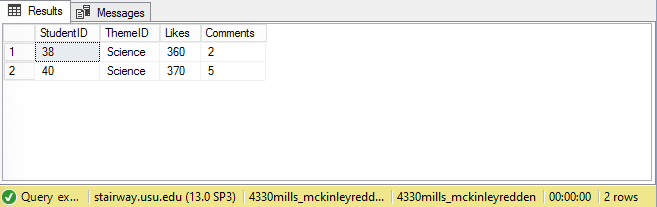 Results Messages
StudentID ThemeID Likes Comments
1 38 Science 360 2
2 40 Science 370 5
Query ex... stairway.usu.edu (13.0 SP3) 4330mills_mckinleyredd... 4330mills_mckinleyredden 00:00:00 2 rows